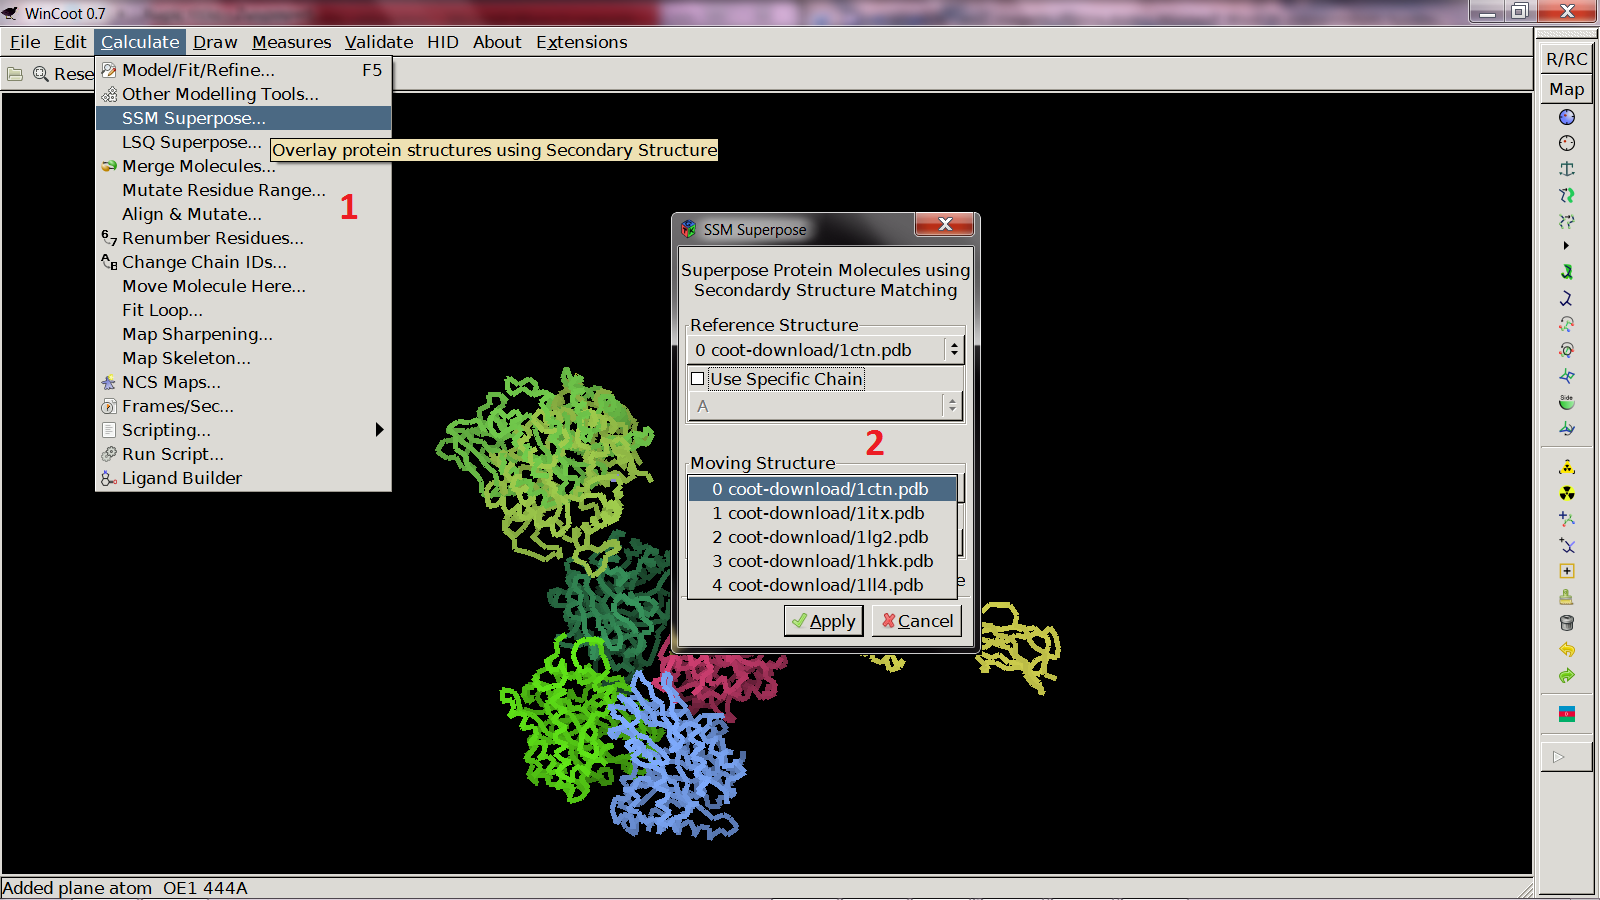 WinCoot 0.7
File Edit Calculate Draw Measures Validate HID About Extensions
Rese
Model/Fit/Refine... F5
Other Modelling Tools...
SSM Superpose...
LSQ Superpose...
Overlay protein structures using Secondary Structure
Merge Molecules...
Mutate Residue Range...
1
Align & Mutate...
Renumber Residues...
Change Chain IDs...
Move Molecule Here...
Fit Loop...
Map Sharpening...
Map Skeleton...
NCS Maps...
Frames/Sec...
Scripting...
Run Script...
Ligand Builder
SSM Superpose
Superpose Protein Molecules using
Secondardy Structure Matching
Reference Structure
0 coot-download/1ctn.pdb
Use Specific Chain
A
2
Moving Structure
0 coot-download/1ctn.pdb
1 coot-download/1itx.pdb
2 coot-download/1lg2.pdb
3 coot-download/1hkk.pdb
4 coot-download/1ll4.pdb
e
Apply
Cancel
R/RC
Map
Side
Added plane atom OE1 444A